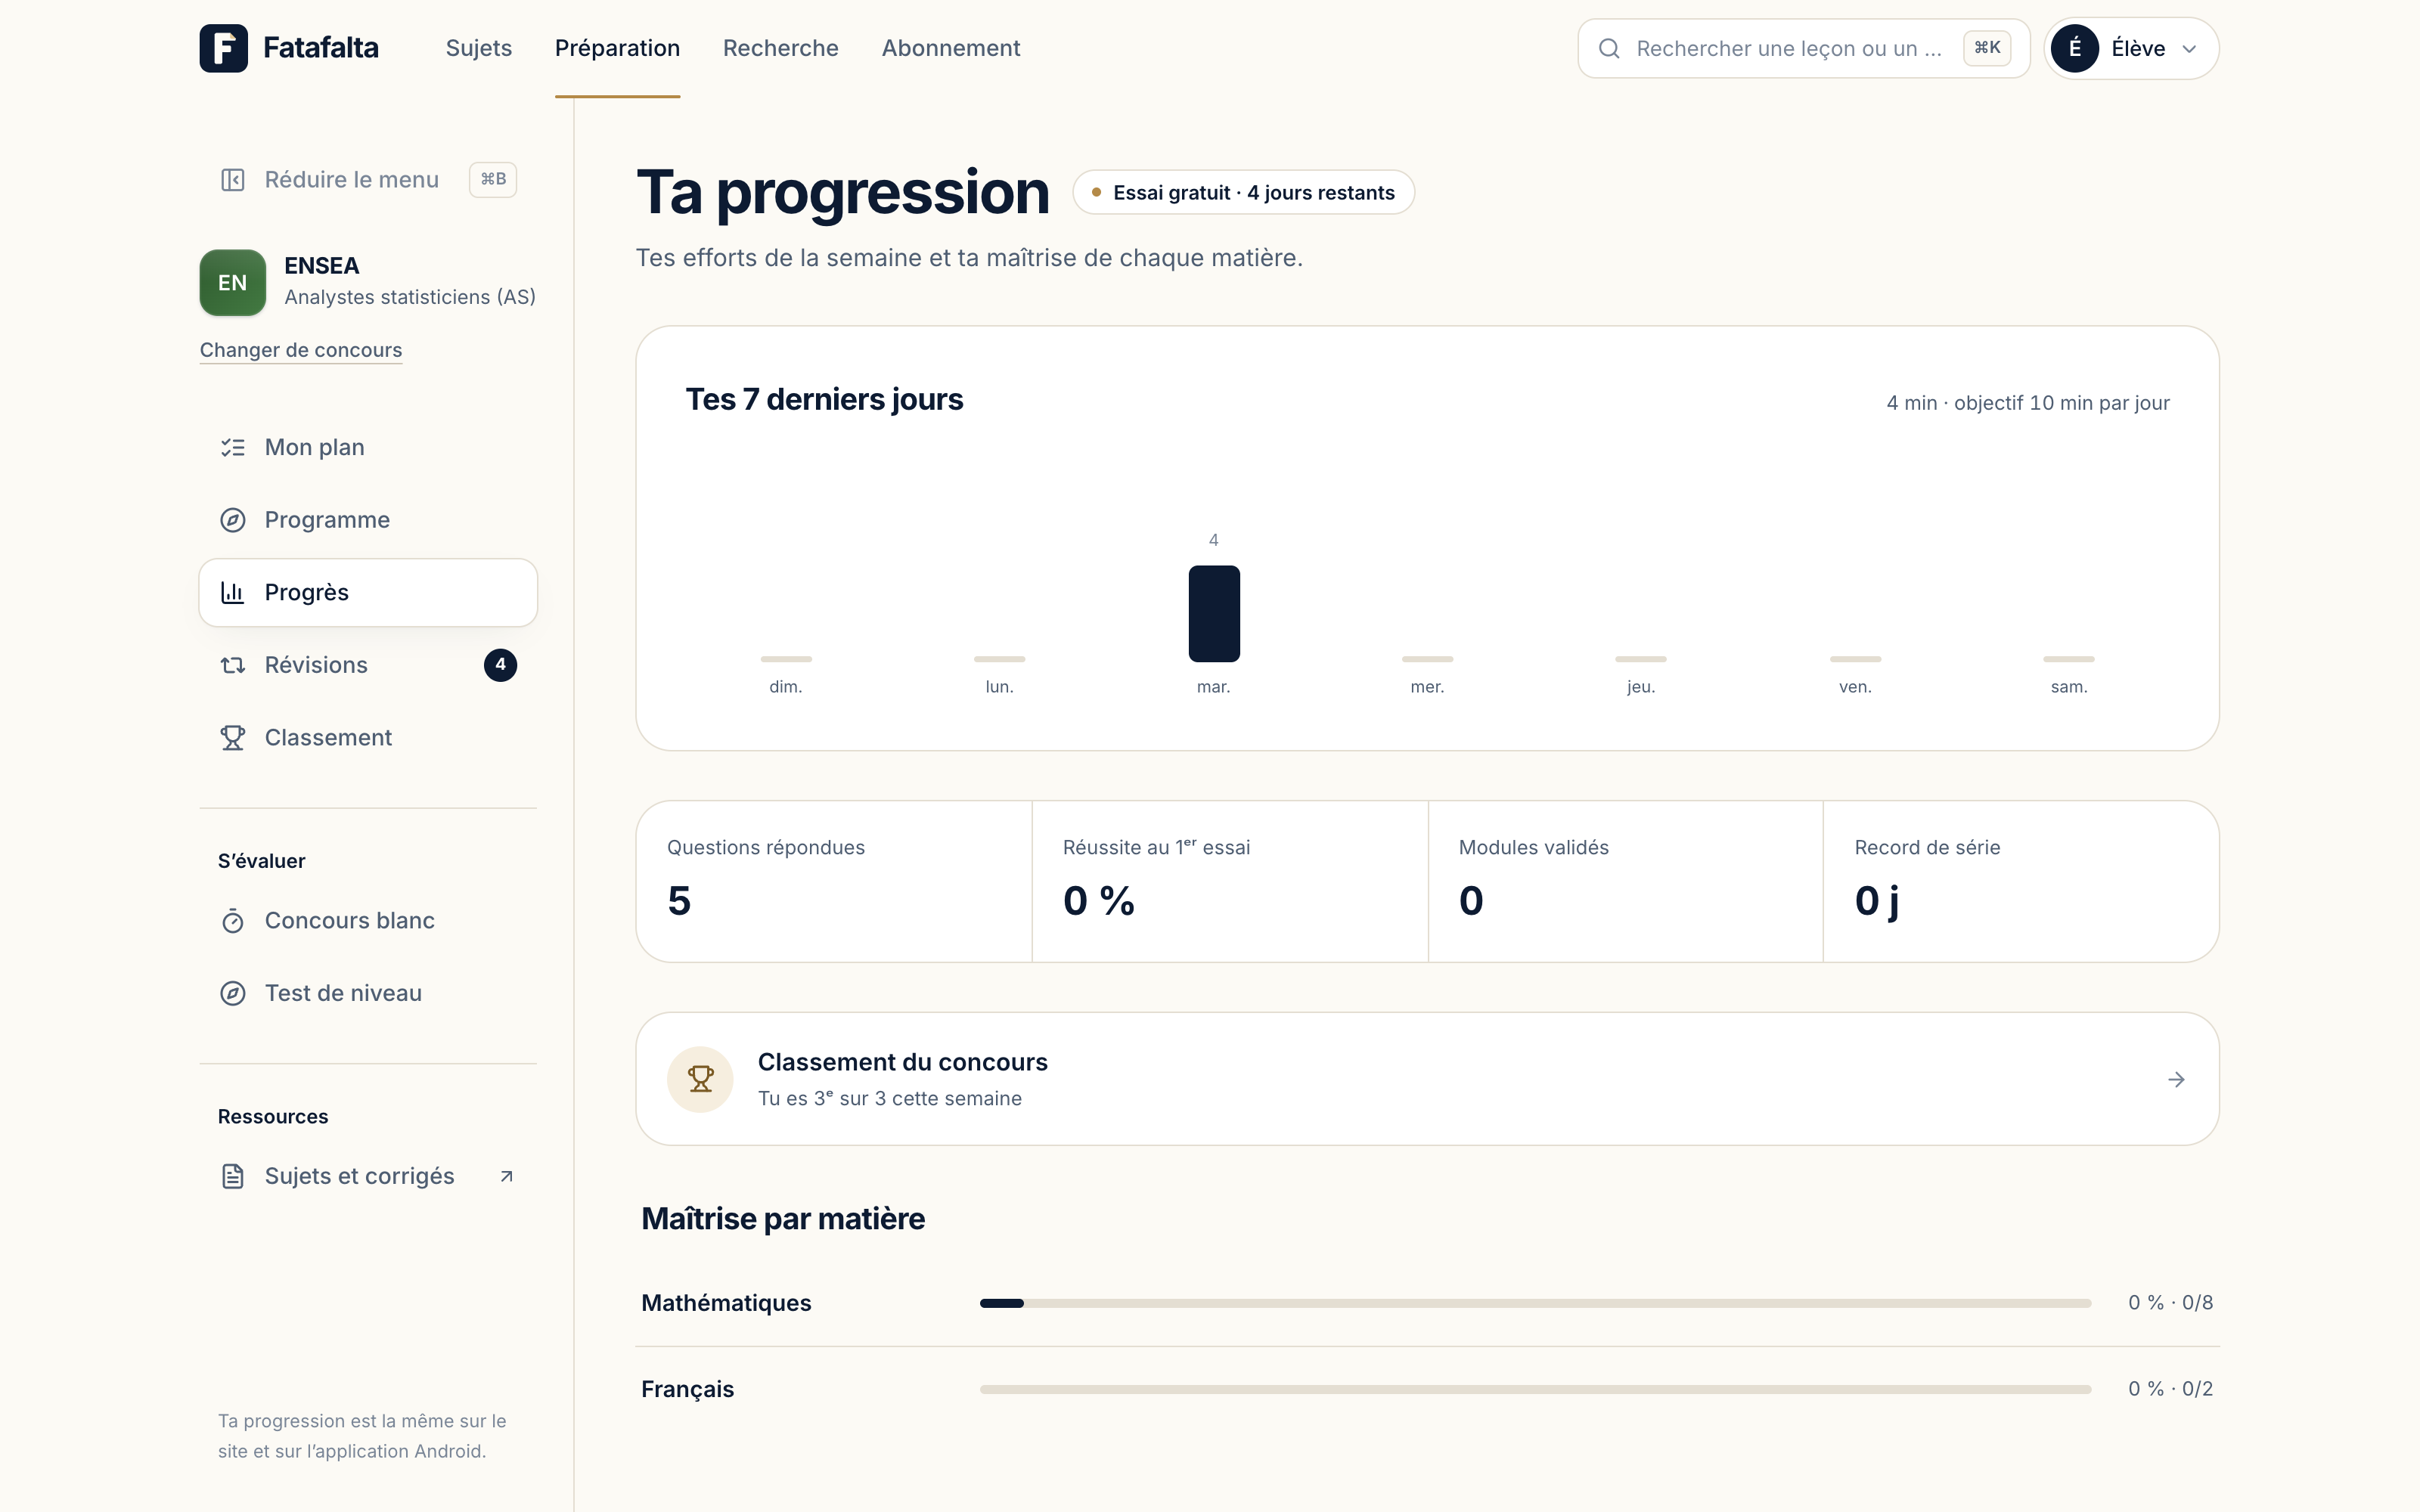 Fatafalta
Sujets
Préparation
Recherche
Abonnement
Rechercher une leçon ou un ...
⌘K
É
Élève
Réduire le menu
⌘B
EN
ENSEA
Analystes statisticiens (AS)
Changer de concours
Mon plan
Programme
Progrès
Révisions
4
Classement
S’évaluer
Concours blanc
Test de niveau
Ressources
Sujets et corrigés
Ta progression est la même sur le
site et sur l’application Android.
Ta progression
Essai gratuit · 4 jours restants
Tes efforts de la semaine et ta maîtrise de chaque matière.
Tes 7 derniers jours
4 min · objectif 10 min par jour
4
dim.
lun.
mar.
mer.
jeu.
ven.
sam.
Questions répondues
5
Réussite au 1ᵉʳ essai
0 %
Modules validés
0
Record de série
0 j
Classement du concours
Tu es 3ᵉ sur 3 cette semaine
Maîtrise par matière
Mathématiques
0 % · 0/8
Français
0 % · 0/2